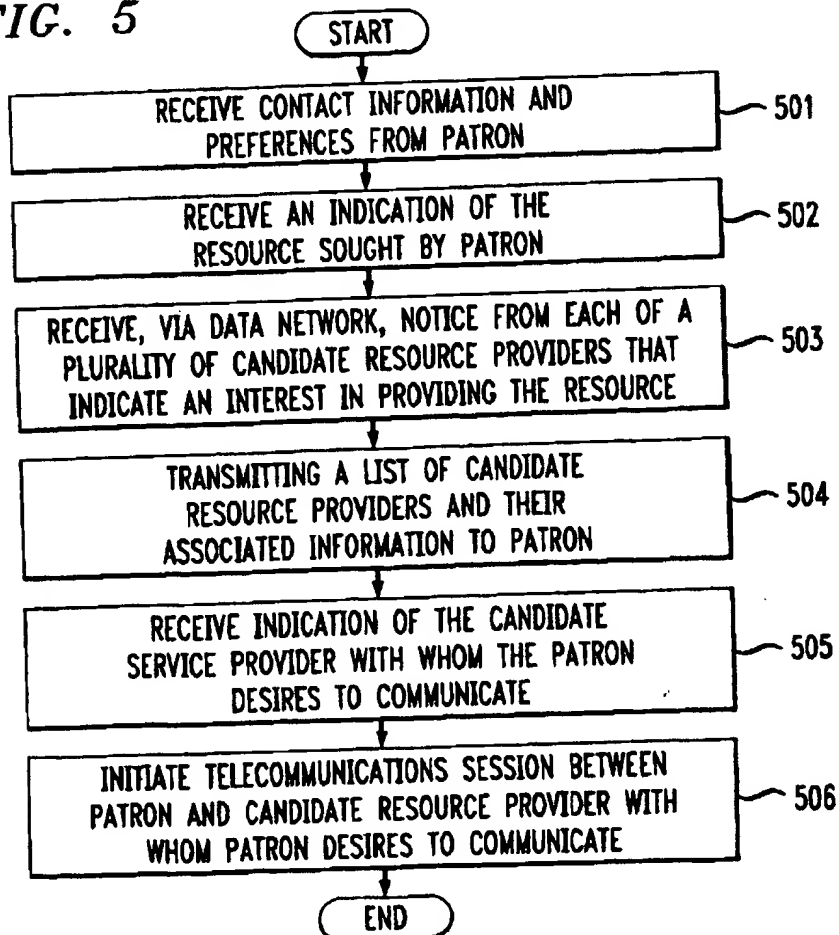 FIG. 5
START
RECEIVE CONTACT INFORMATION AND
PREFERENCES FROM PATRON
501
RECEIVE AN INDICATION OF THE
RESOURCE SOUGHT BY PATRON
502
RECEIVE, VIA DATA NETWORK, NOTICE FROM EACH OF A
PLURALITY OF CANDIDATE RESOURCE PROVIDERS THAT
INDICATE AN INTEREST IN PROVIDING THE RESOURCE
503
TRANSMITTING A LIST OF CANDIDATE
RESOURCE PROVIDERS AND THEIR
ASSOCIATED INFORMATION TO PATRON
504
RECEIVE INDICATION OF THE CANDIDATE
SERVICE PROVIDER WITH WHOM THE PATRON
DESIRES TO COMMUNICATE
505
INITIATE TELECOMMUNICATIONS SESSION BETWEEN
PATRON AND CANDIDATE RESOURCE PROVIDER WITH
WHOM PATRON DESIRES TO COMMUNICATE
506
END